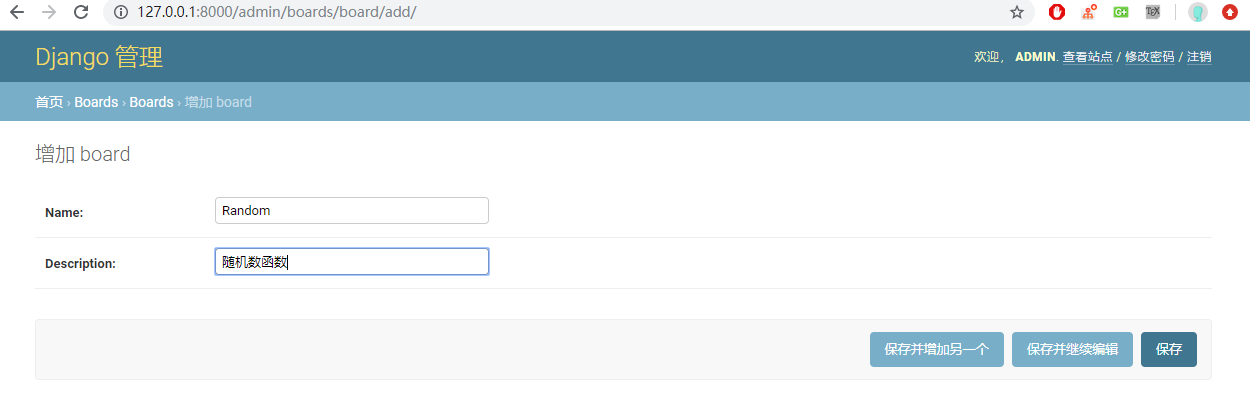 127.0.0.1:8000/admin/boards/board/add/
Django 管理
欢迎， ADMIN. 查看站点 / 修改密码 / 注销
首页 › Boards › Boards › 增加 board
增加 board
Name: Random
Description: 随机数函数
保存并增加另一个 保存并继续编辑 保存